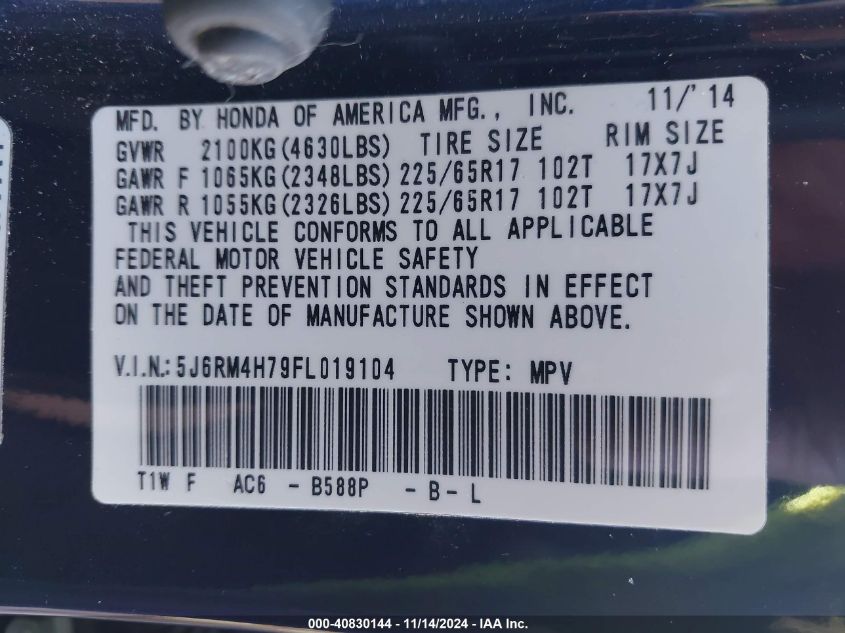 MFD. BY HONDA OF AMERICA MFG., INC. 11/'14
GVWR 2100KG(4630LBS) TIRE SIZE RIM SIZE
GAWR F 1065KG(2348LBS) 225/65R17 102T 17X7J
GAWR R 1055KG(2326LBS) 225/65R17 102T 17X7J
THIS VEHICLE CONFORMS TO ALL APPLICABLE
FEDERAL MOTOR VEHICLE SAFETY
AND THEFT PREVENTION STANDARDS IN EFFECT
ON THE DATE OF MANUFACTURE SHOWN ABOVE.
V.I.N.: 5J6RM4H79FL019104 TYPE: MPV
T1W F AC6 - B588P - B - L
000-40830144 - 11/14/2024 - IAA Inc.